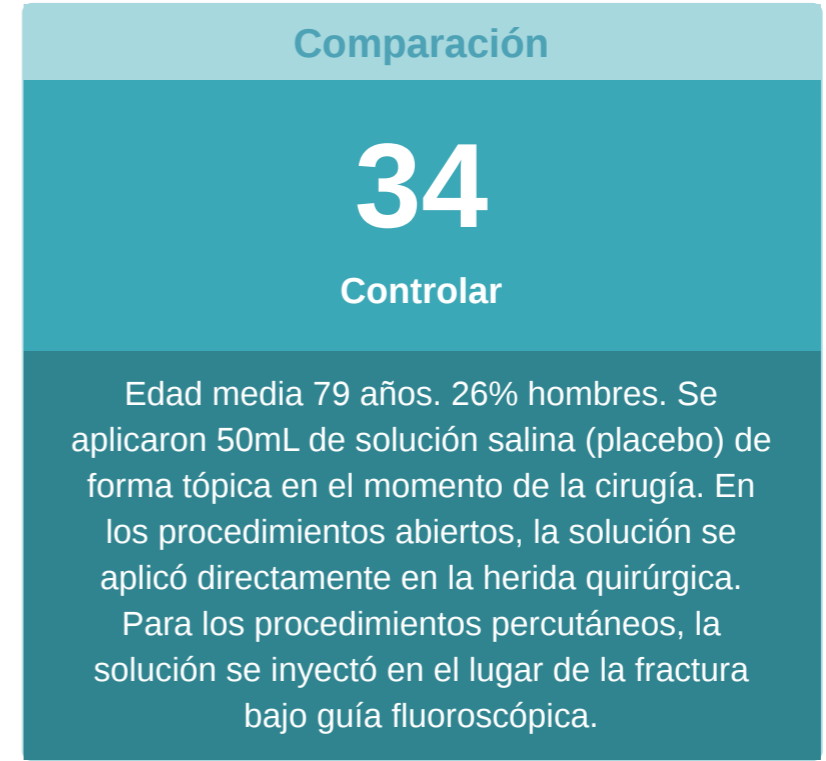 Comparación
34
Controlar
Edad media 79 años. 26% hombres. Se
aplicaron 50mL de solución salina (placebo) de
forma tópica en el momento de la cirugía. En
los procedimientos abiertos, la solución se
aplicó directamente en la herida quirúrgica.
Para los procedimientos percutáneos, la
solución se inyectó en el lugar de la fractura
bajo guía fluoroscópica.